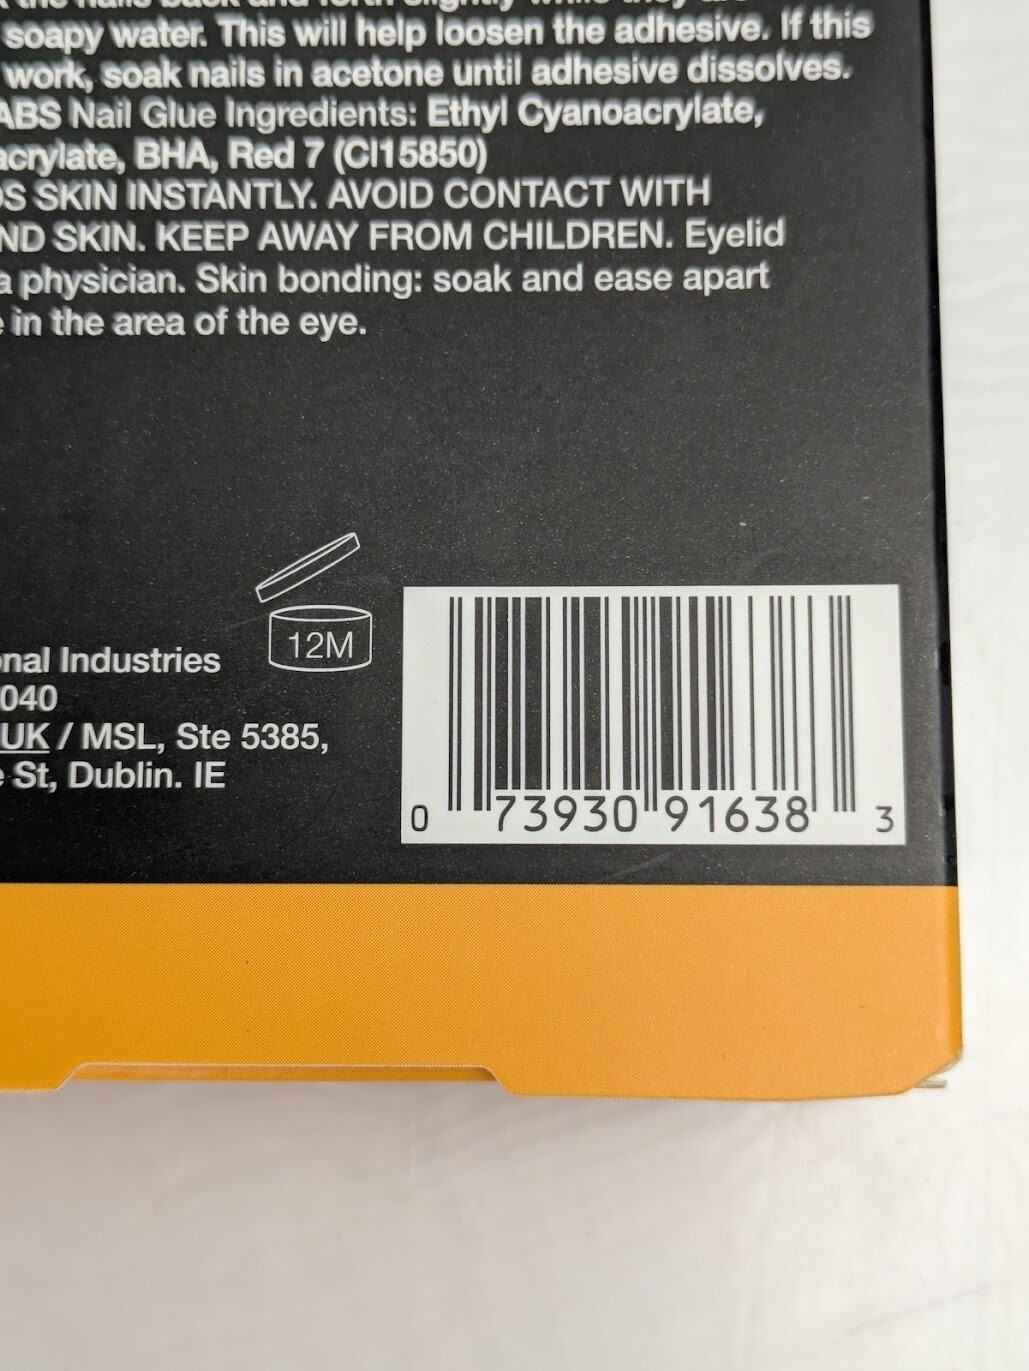 soapy water. This will help loosen the adhesive. If this
work, soak nails in acetone until adhesive dissolves.
ABS Nail Glue Ingredients: Ethyl Cyanoacrylate,
acrylate, BHA, Red 7 (CI15850)
DS SKIN INSTANTLY. AVOID CONTACT WITH
ND SKIN. KEEP AWAY FROM CHILDREN. Eyelid
a physician. Skin bonding: soak and ease apart
in the area of the eye.
12M
onal Industries
040
UK / MSL, Ste 5385,
St, Dublin. IE
0 73930 91638 3